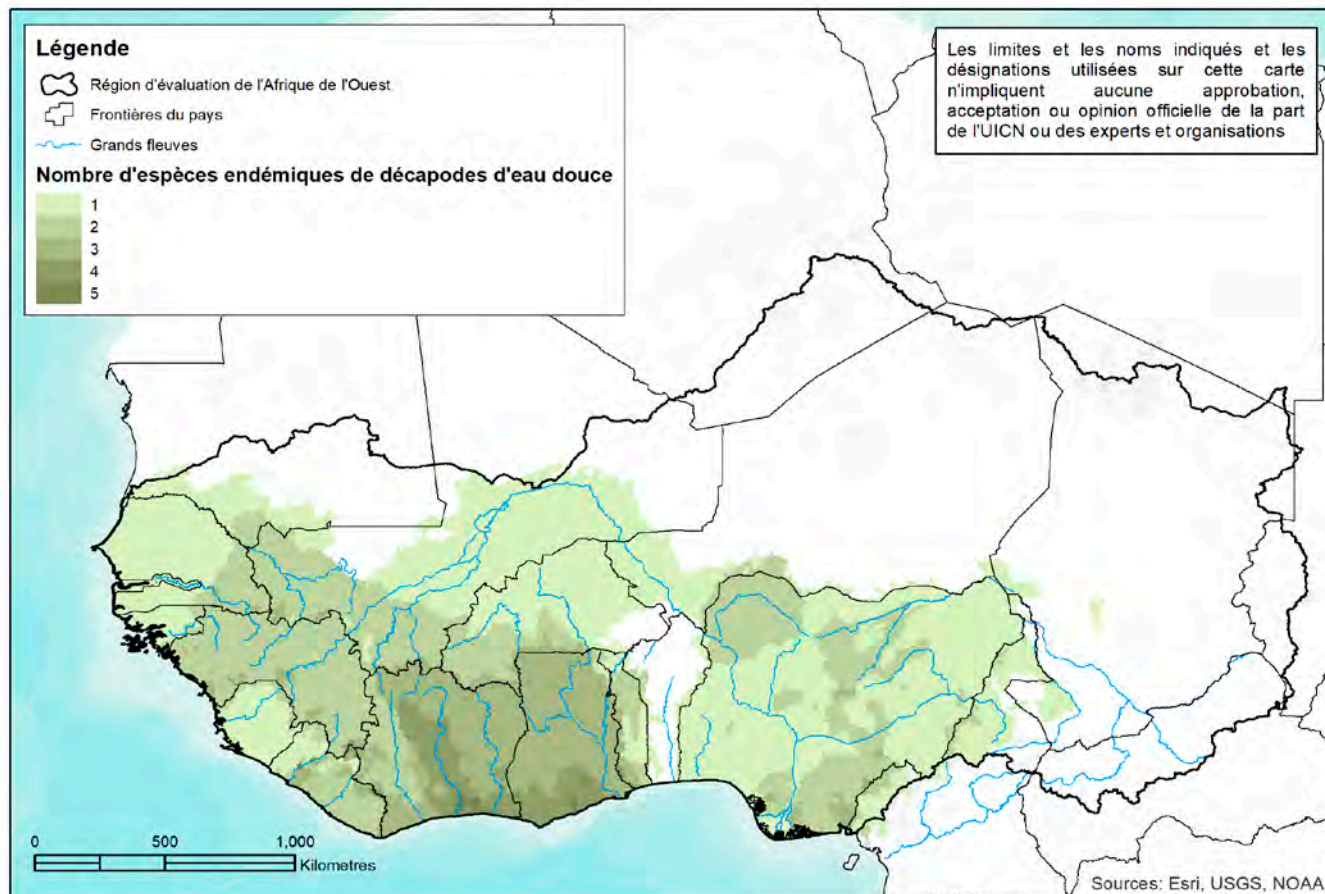 Légende
Région d'évaluation de l'Afrique de l'Ouest
Frontières du pays
Grands fleuves
Nombre d'espèces endémiques de décapodes d'eau douce
1
2
3
4
5
Les limites et les noms indiqués et les
désignations utilisées sur cette carte
n'impliquent aucune approbation,
acceptation ou opinion officielle de la part
de l'UICN ou des experts et organisations
0 500 1,000
Kilometres
Sources: Esri, USGS, NOAA